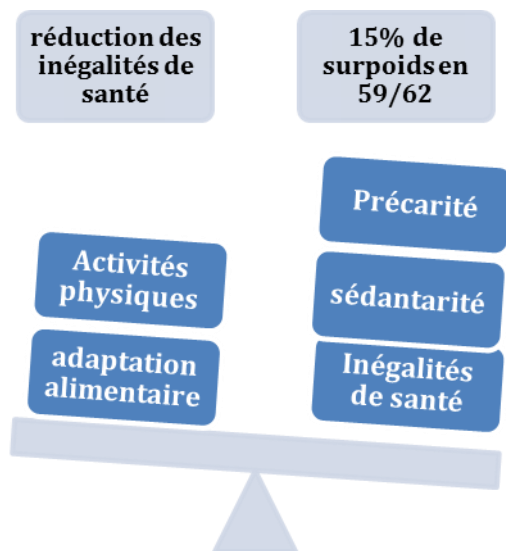 réduction des
inégalités de
santé
15% de
surpoids en
59/62
Activités
physiques
adaptation
alimentaire
Précarité
sédantarité
Inégalités
de santé